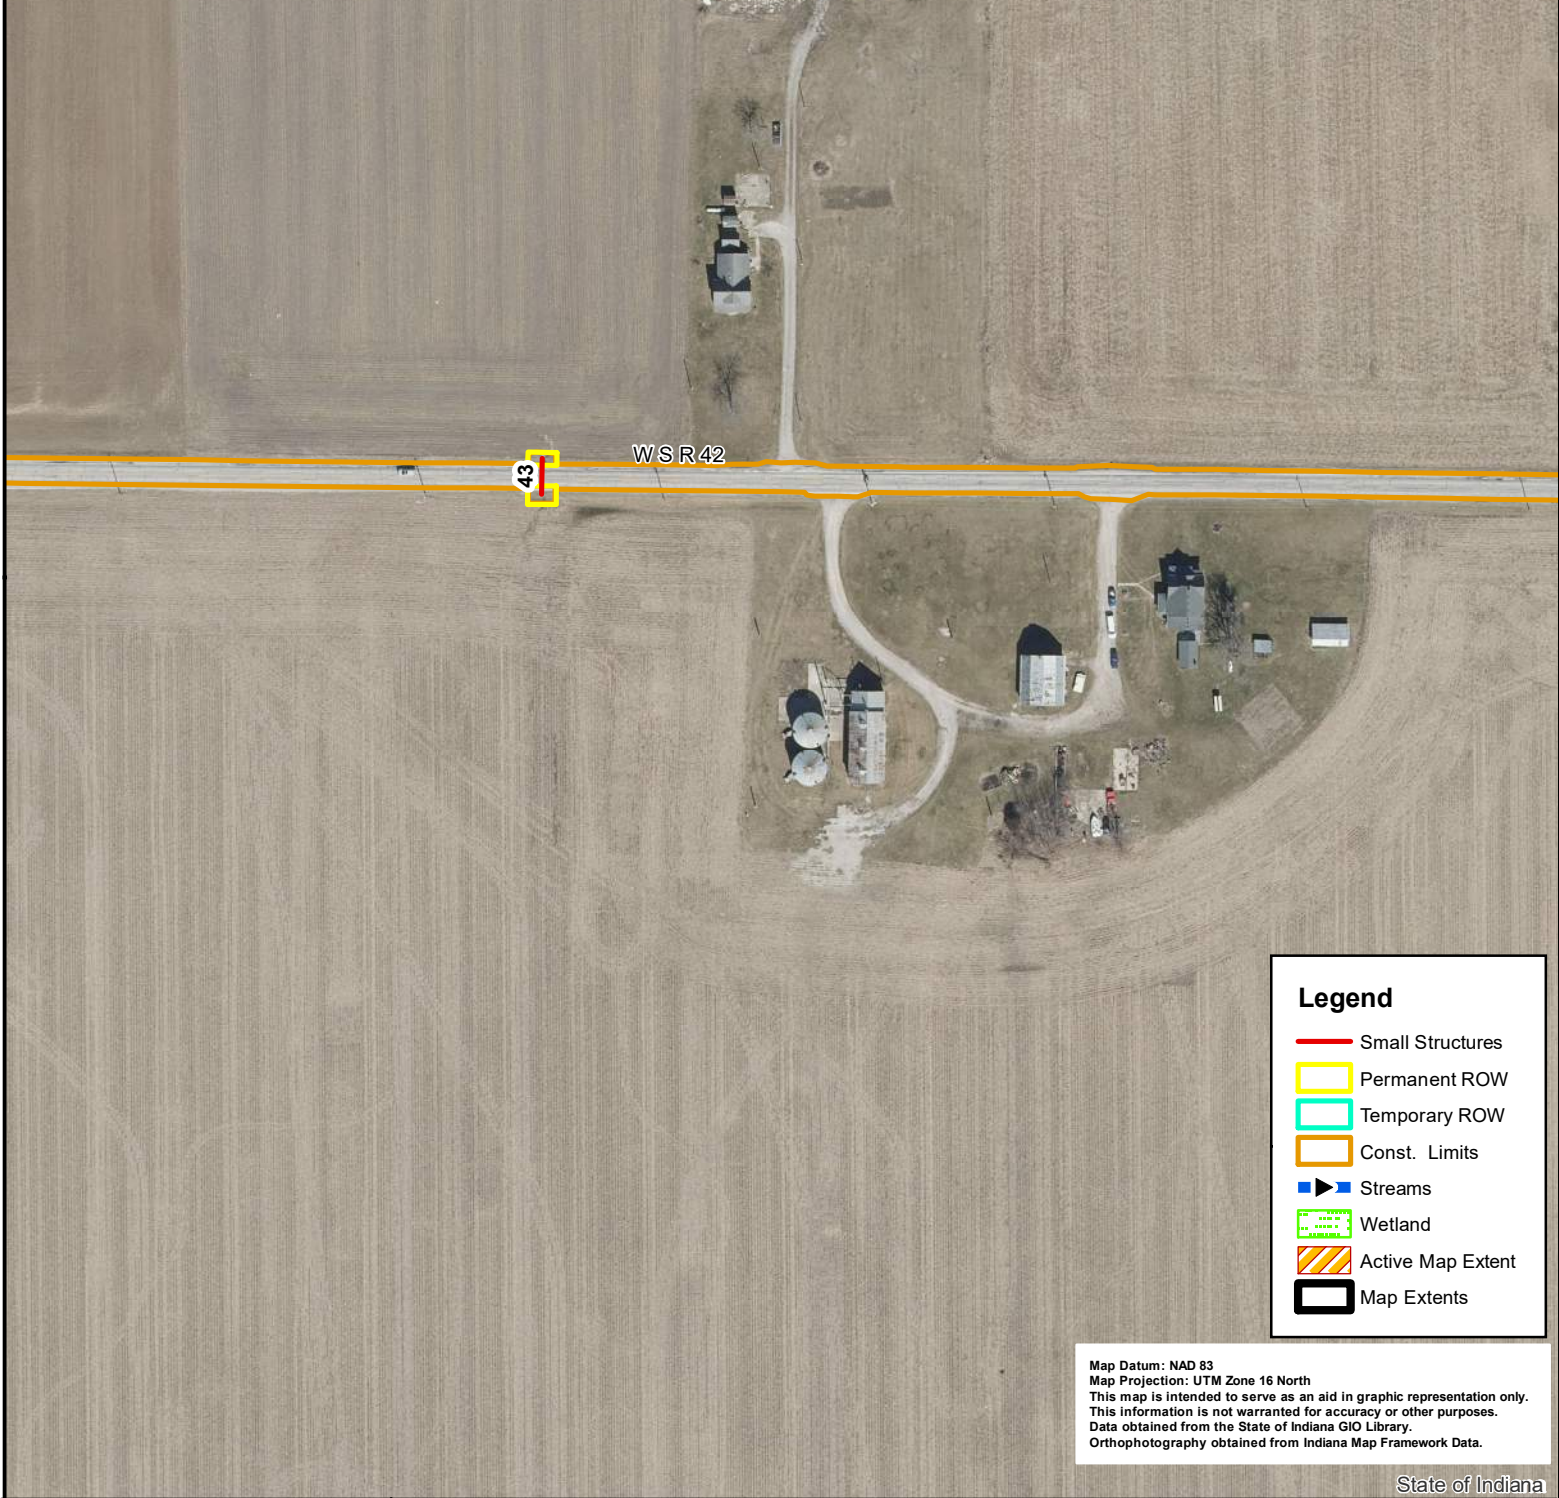 W S R 42
43
Legend
Small Structures
Permanent ROW
Temporary ROW
Const. Limits
Streams
Wetland
Active Map Extent
Map Extents
Map Datum: NAD 83
Map Projection: UTM Zone 16 North
This map is intended to serve as an aid in graphic representation only.
This information is not warranted for accuracy or other purposes.
Data obtained from the State of Indiana GIO Library.
Orthophotography obtained from Indiana Map Framework Data.
State of Indiana